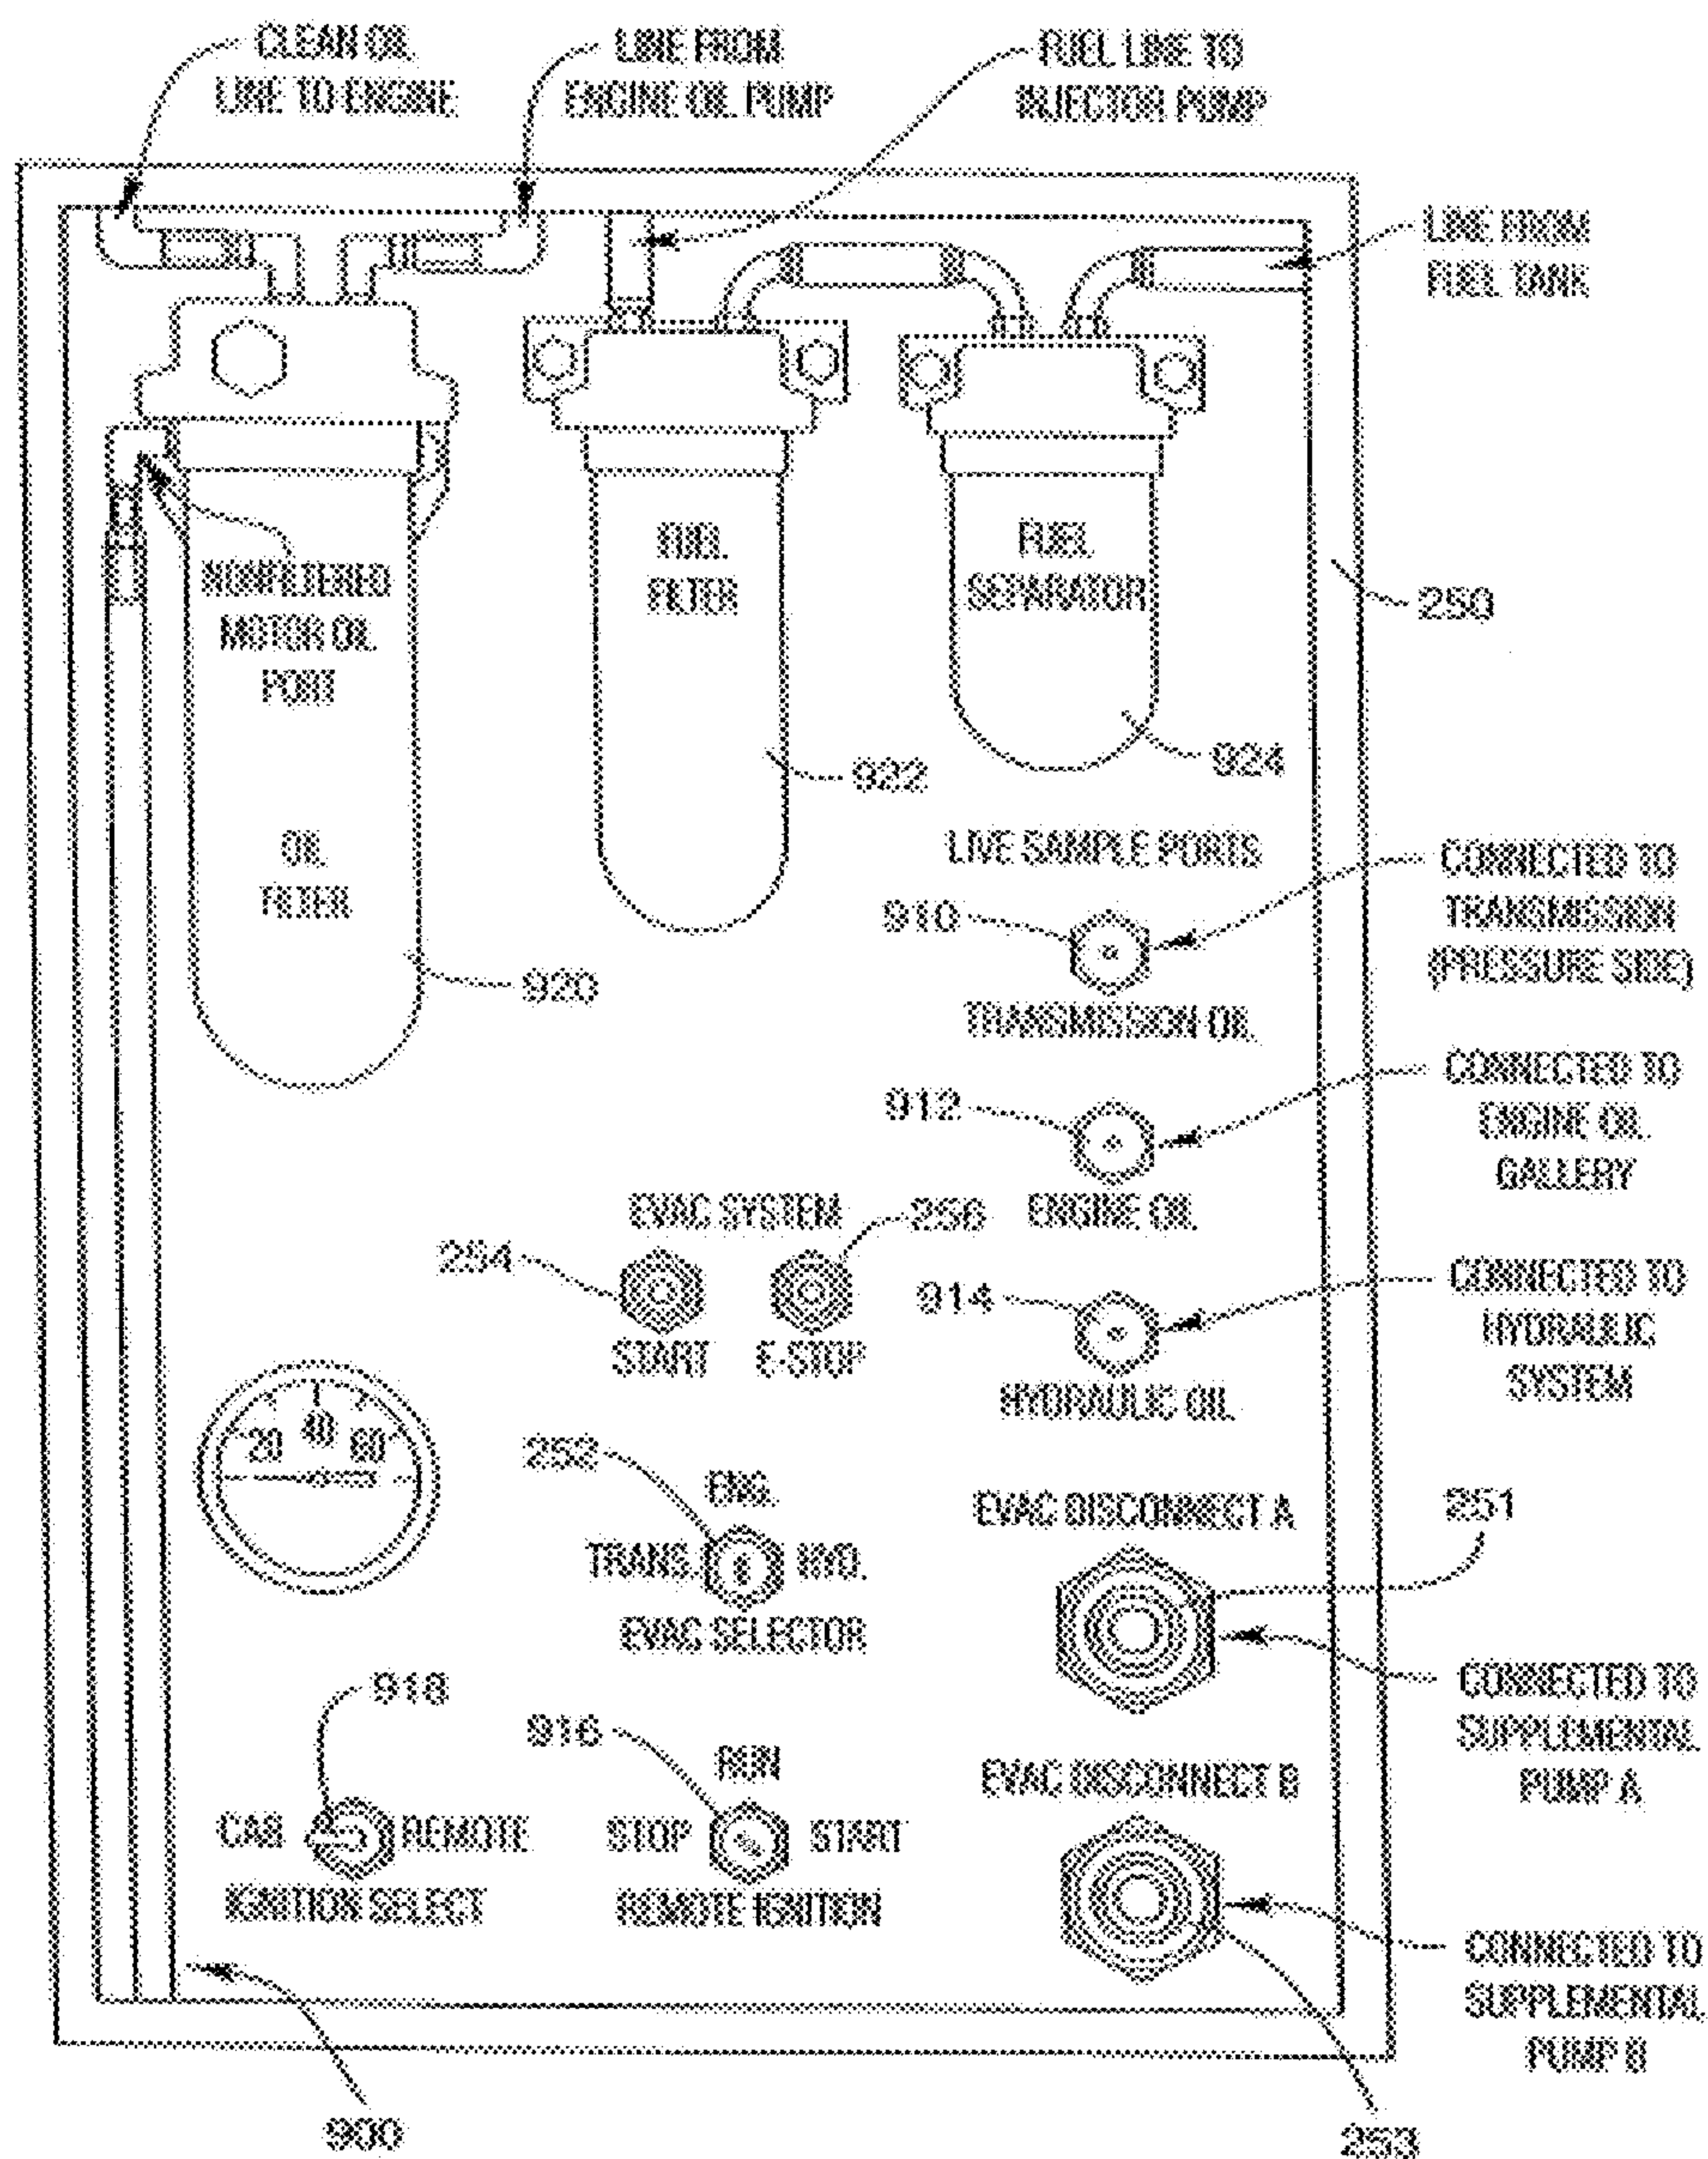 CLEAN OIL
LINE TO ENGINE
LINE FROM
ENGINE OIL PUMP
FUEL LINE TO
INJECTOR PUMP
LINE FROM
FUEL TANK
NONFILTERED
MOTOR OIL
PORT
FUEL
FILTER
FUEL
SEPARATOR
250
922
924
OIL
FILTER
920
LIVE SAMPLE PORTS
910
CONNECTED TO
TRANSMISSION
(PRESSURE SIDE)
TRANSMISSION OIL
912
CONNECTED TO
ENGINE OIL
GALLERY
ENGINE OIL
EVAC SYSTEM
254
256
START
E-STOP
914
CONNECTED TO
HYDRAULIC
SYSTEM
HYDRAULIC OIL
20
40
60
252
ENG.
TRANS.
HYD.
EVAC SELECTOR
EVAC DISCONNECT A
251
CONNECTED TO
SUPPLEMENTAL
PUMP A
918
CAB
REMOTE
IGNITION SELECT
916
RUN
STOP
START
REMOTE IGNITION
EVAC DISCONNECT B
CONNECTED TO
SUPPLEMENTAL
PUMP B
900
253